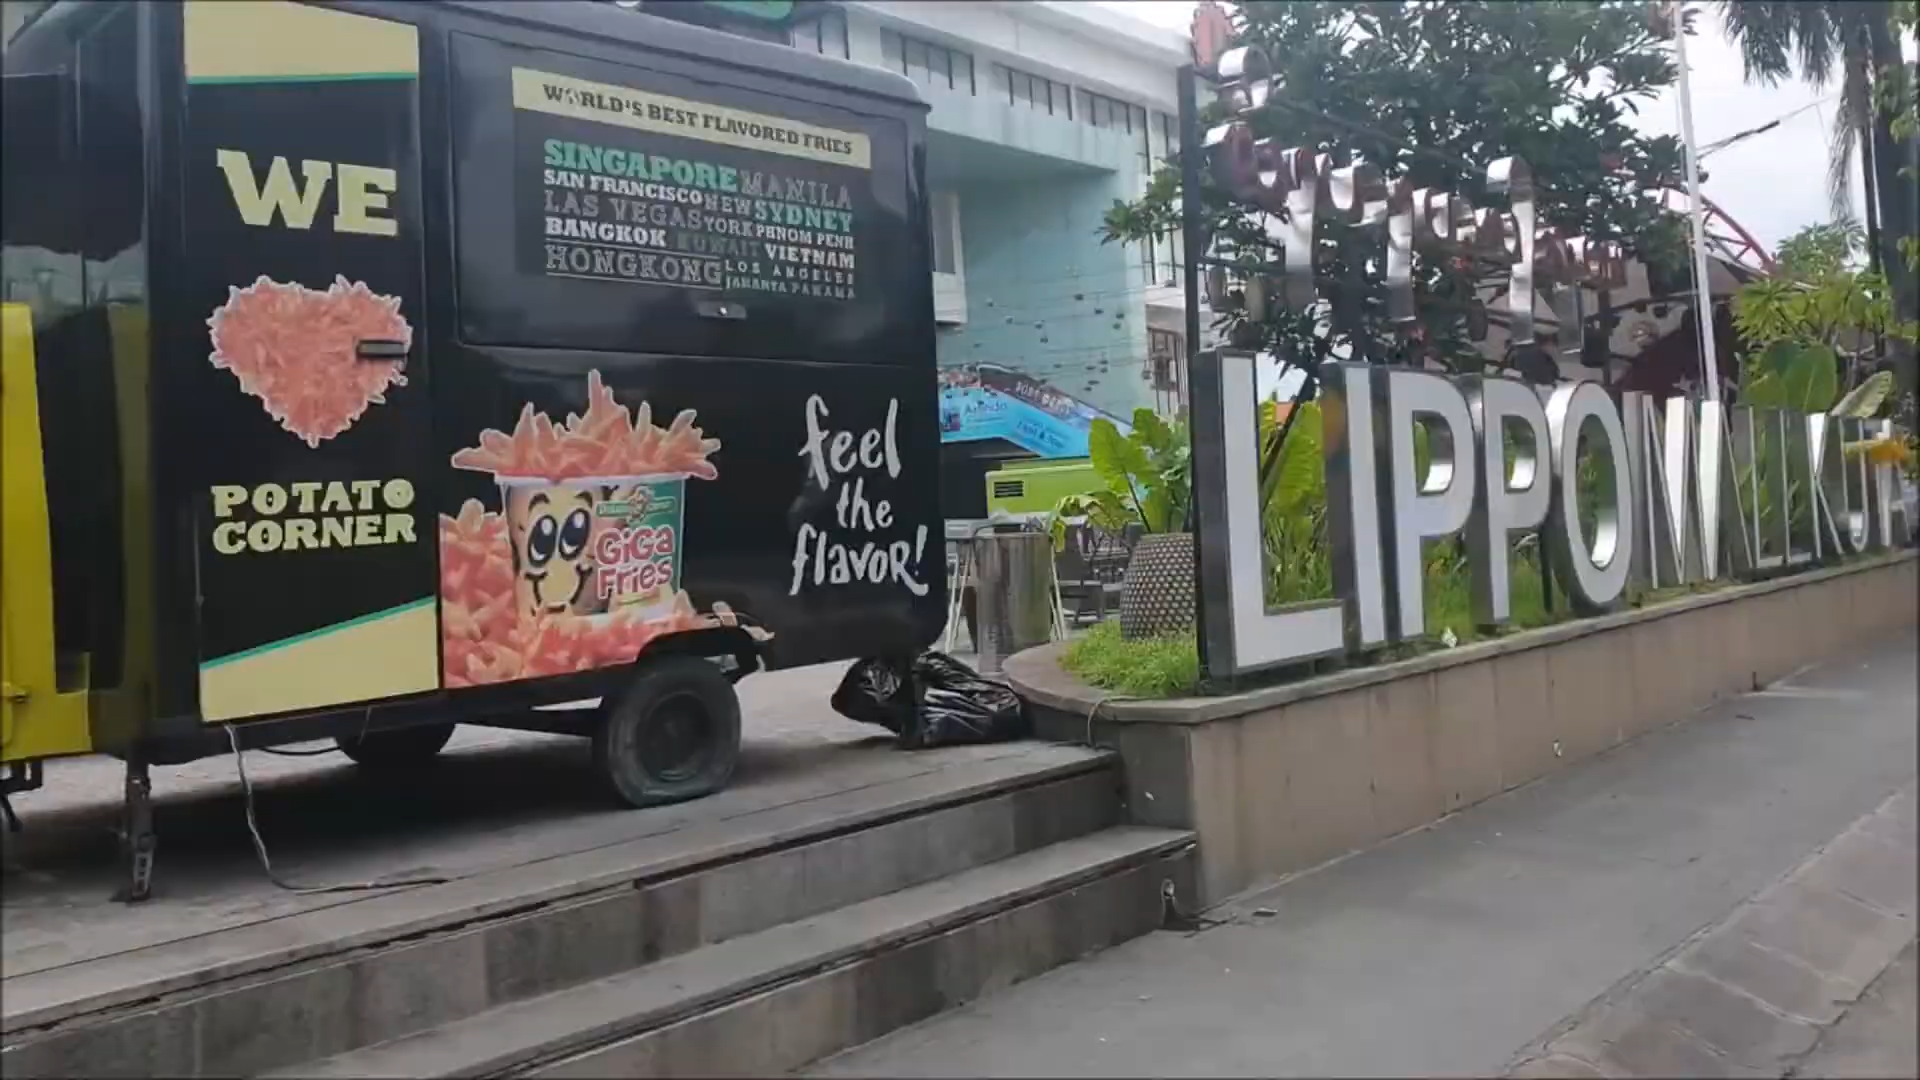 WE
POTATO
CORNER
WORLD'S BEST FLAVORED FRIES
SINGAPORE MANILA
SAN FRANCISCO NEW YORK SYDNEY
LAS VEGAS PHNOM PENH
BANGKOK KUWAIT VIETNAM
HONGKONG LOS ANGELES
JAKARTA PANAMA
GiGa
Fries
feel
the
flavor!
LIPPO